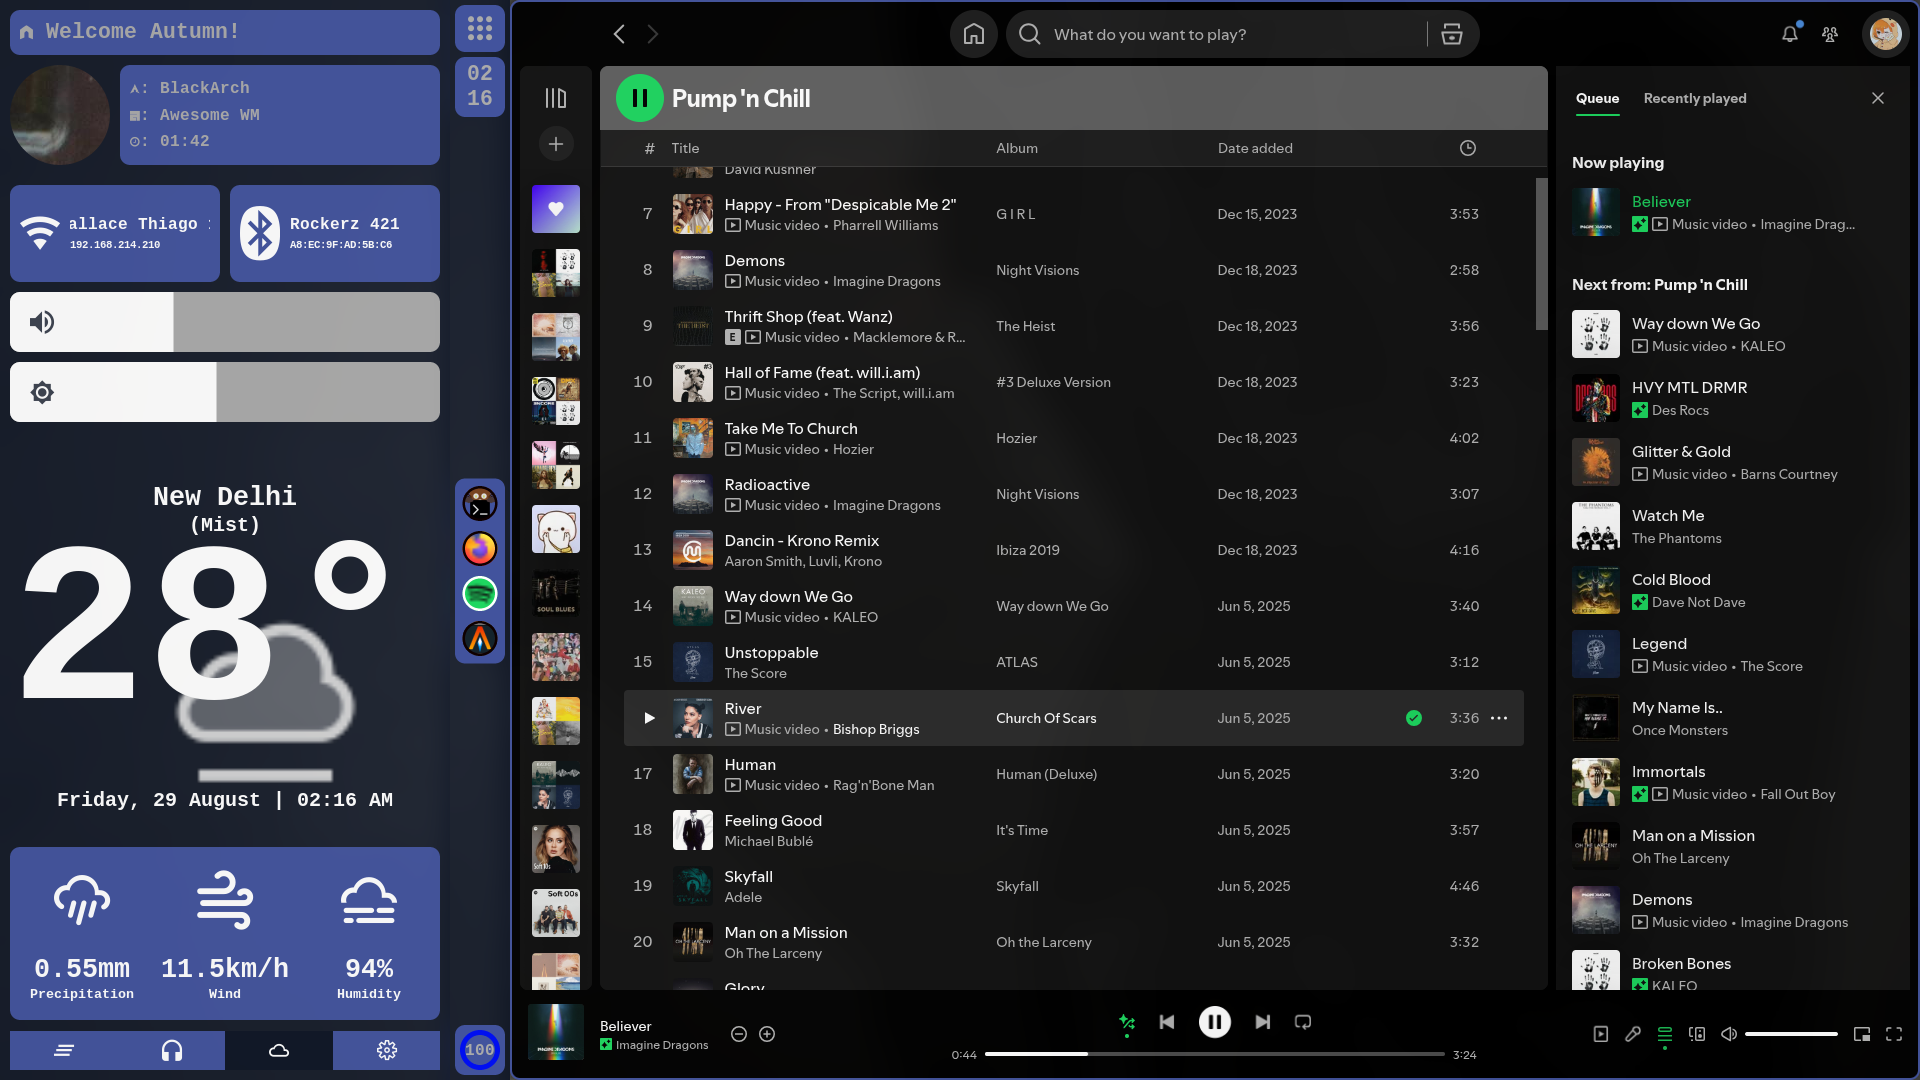 Welcome Autumn!
: BlackArch
: Awesome WM
: 01:42
allace Thiago
192.168.214.210
Rockerz 421
A8:EC:9F:AD:5B:C6
New Delhi
(Mist)
28°
Friday, 29 August | 02:16 AM
0.55mm
Precipitation
11.5km/h
Wind
94%
Humidity
02
16
100
What do you want to play?
Pump 'n Chill
# Title Album Date added
David Kushner
7 Happy - From "Despicable Me 2" G I R L Dec 15, 2023 3:53
Music video • Pharrell Williams
8 Demons Night Visions Dec 18, 2023 2:58
Music video • Imagine Dragons
9 Thrift Shop (feat. Wanz) The Heist Dec 18, 2023 3:56
E Music video • Macklemore & R...
10 Hall of Fame (feat. will.i.am) #3 Deluxe Version Dec 18, 2023 3:23
Music video • The Script, will.i.am
11 Take Me To Church Hozier Dec 18, 2023 4:02
Music video • Hozier
12 Radioactive Night Visions Dec 18, 2023 3:07
Music video • Imagine Dragons
13 Dancin - Krono Remix Ibiza 2019 Dec 18, 2023 4:16
Aaron Smith, Luvli, Krono
14 Way down We Go Way down We Go Jun 5, 2025 3:40
Music video • KALEO
15 Unstoppable ATLAS Jun 5, 2025 3:12
The Score
River Church Of Scars Jun 5, 2025 3:36
Music video • Bishop Briggs
17 Human Human (Deluxe) Jun 5, 2025 3:20
Music video • Rag'n'Bone Man
18 Feeling Good It's Time Jun 5, 2025 3:57
Michael Bublé
19 Skyfall Skyfall Jun 5, 2025 4:46
Adele
20 Man on a Mission Oh the Larceny Jun 5, 2025 3:32
Oh The Larceny
Glory
SOUL BLUES
Soft 10s
Soft 00s
Queue Recently played
Now playing
Believer
Music video • Imagine Drag...
Next from: Pump 'n Chill
Way down We Go
Music video • KALEO
HVY MTL DRMR
Des Rocs
Glitter & Gold
Music video • Barns Courtney
Watch Me
The Phantoms
Cold Blood
Dave Not Dave
Legend
Music video • The Score
My Name Is..
Once Monsters
Immortals
Music video • Fall Out Boy
Man on a Mission
Oh The Larceny
Demons
Music video • Imagine Dragons
Broken Bones
KALEO
Believer
Imagine Dragons
0:44
3:24